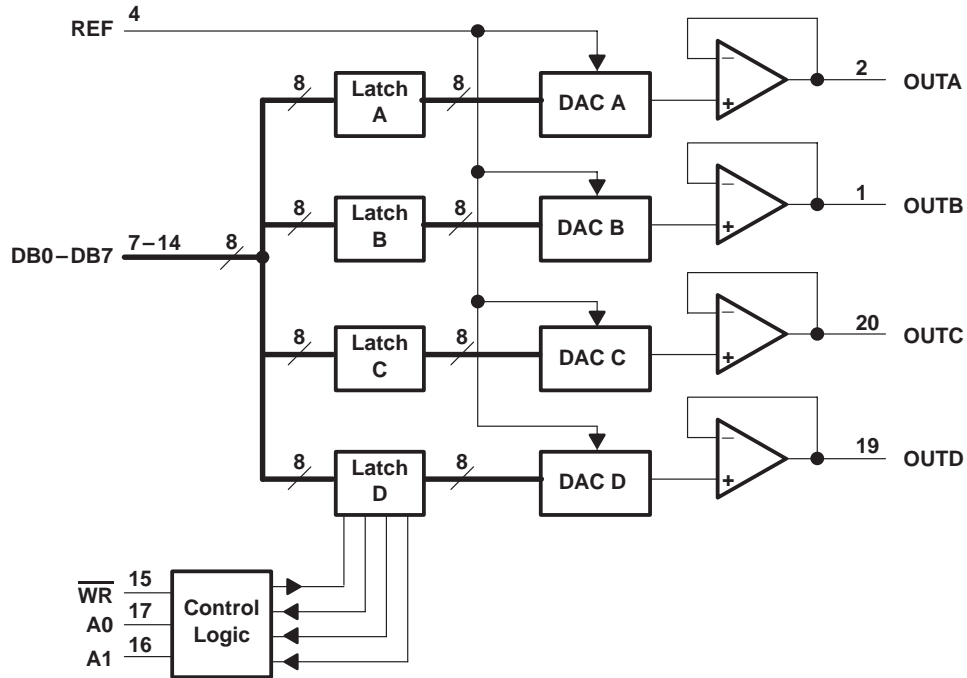 REF 4
8 Latch A 8 DAC A − + 2 OUTA
8 Latch B 8 DAC B − + 1 OUTB
DB0–DB7 7–14 8
8 Latch C 8 DAC C − + 20 OUTC
8 Latch D 8 DAC D − + 19 OUTD
W̅R̅ 15
A0 17
A1 16
Control
Logic